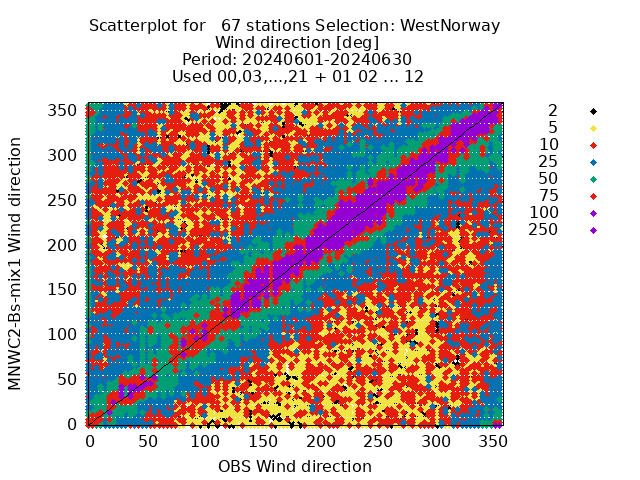 Scatterplot for   67 stations Selection: WestNorway
Wind direction [deg]
Period: 20240601-20240630
Used 00,03,...,21 + 01 02 ... 12
MNWC2-Bs-mix1 Wind direction
350
300
250
200
150
100
50
0
0 50 100 150 200 250 300 350
OBS Wind direction
2
5
10
25
50
75
100
250